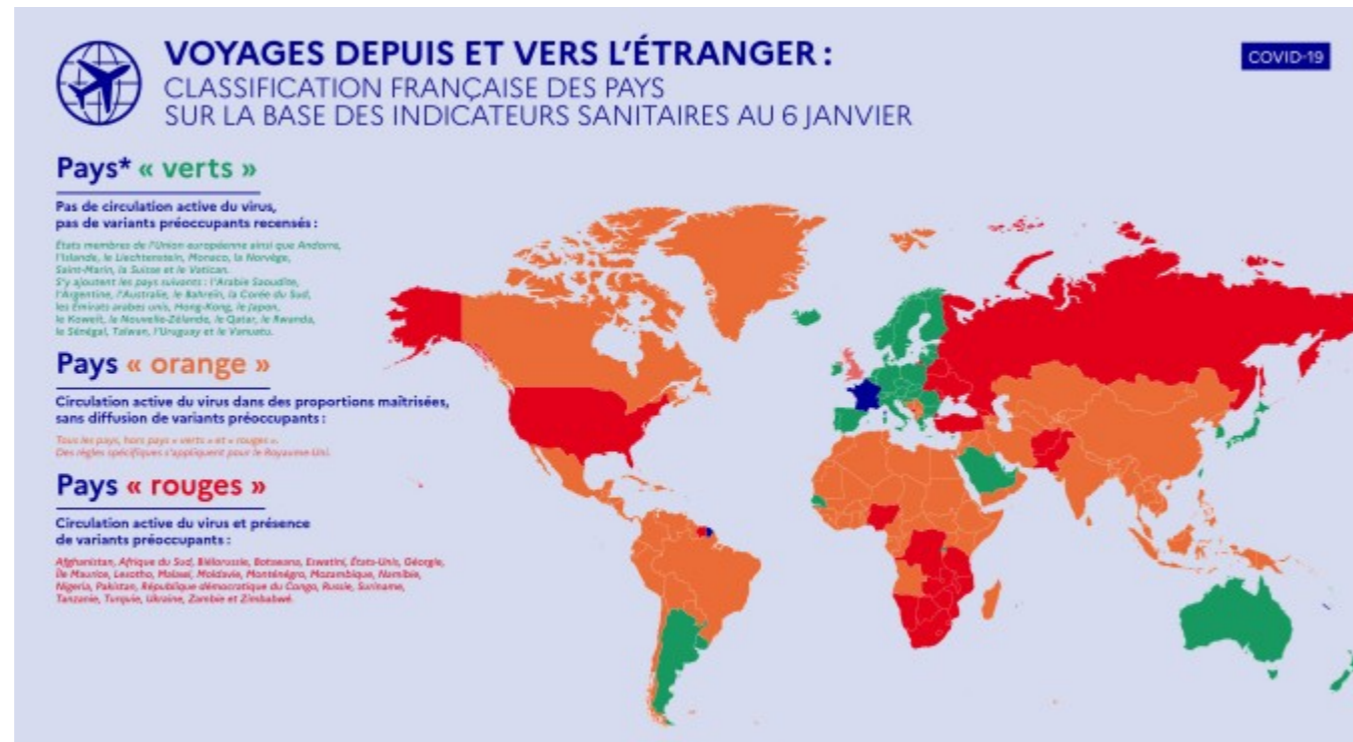 VOYAGES DEPUIS ET VERS L'ÉTRANGER :
CLASSIFICATION FRANÇAISE DES PAYS
SUR LA BASE DES INDICATEURS SANITAIRES AU 6 JANVIER
COVID-19
Pays* « verts »
Pas de circulation active du virus,
pas de variants préoccupants recensés :
États membres de l'Union européenne ainsi que Andorre,
l'Islande, le Liechtenstein, Monaco, la Norvège,
Saint-Marin, la Suisse et le Vatican.
S'y ajoutent les pays suivants : l'Arabie Saoudite,
l'Argentine, l'Australie, le Bahreïn, la Corée du Sud,
les Émirats arabes unis, Hong-Kong, le Japon,
le Koweït, la Nouvelle-Zélande, le Qatar, le Rwanda,
le Sénégal, Taïwan, l'Uruguay et le Vanuatu.
Pays « orange »
Circulation active du virus dans des proportions maîtrisées,
sans diffusion de variants préoccupants :
Tous les pays, hors pays « verts » et « rouges ».
Des règles spécifiques s'appliquent pour le Royaume-Uni.
Pays « rouges »
Circulation active du virus et présence
de variants préoccupants :
Afghanistan, Afrique du Sud, Biélorussie, Botswana, Eswatini, États-Unis, Géorgie,
Île Maurice, Lesotho, Malawi, Moldavie, Monténégro, Mozambique, Namibie,
Nigeria, Pakistan, République démocratique du Congo, Russie, Suriname,
Tanzanie, Turquie, Ukraine, Zambie et Zimbabwé.